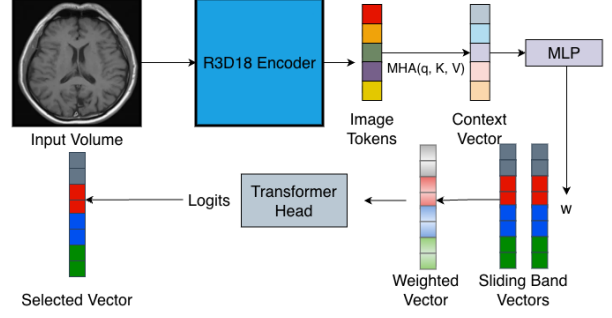 R3D18 Encoder
MHA(q, K, V)
MLP
Input Volume
Image
Tokens
Context
Vector
w
Logits
Transformer
Head
Selected Vector
Weighted
Vector
Sliding Band
Vectors